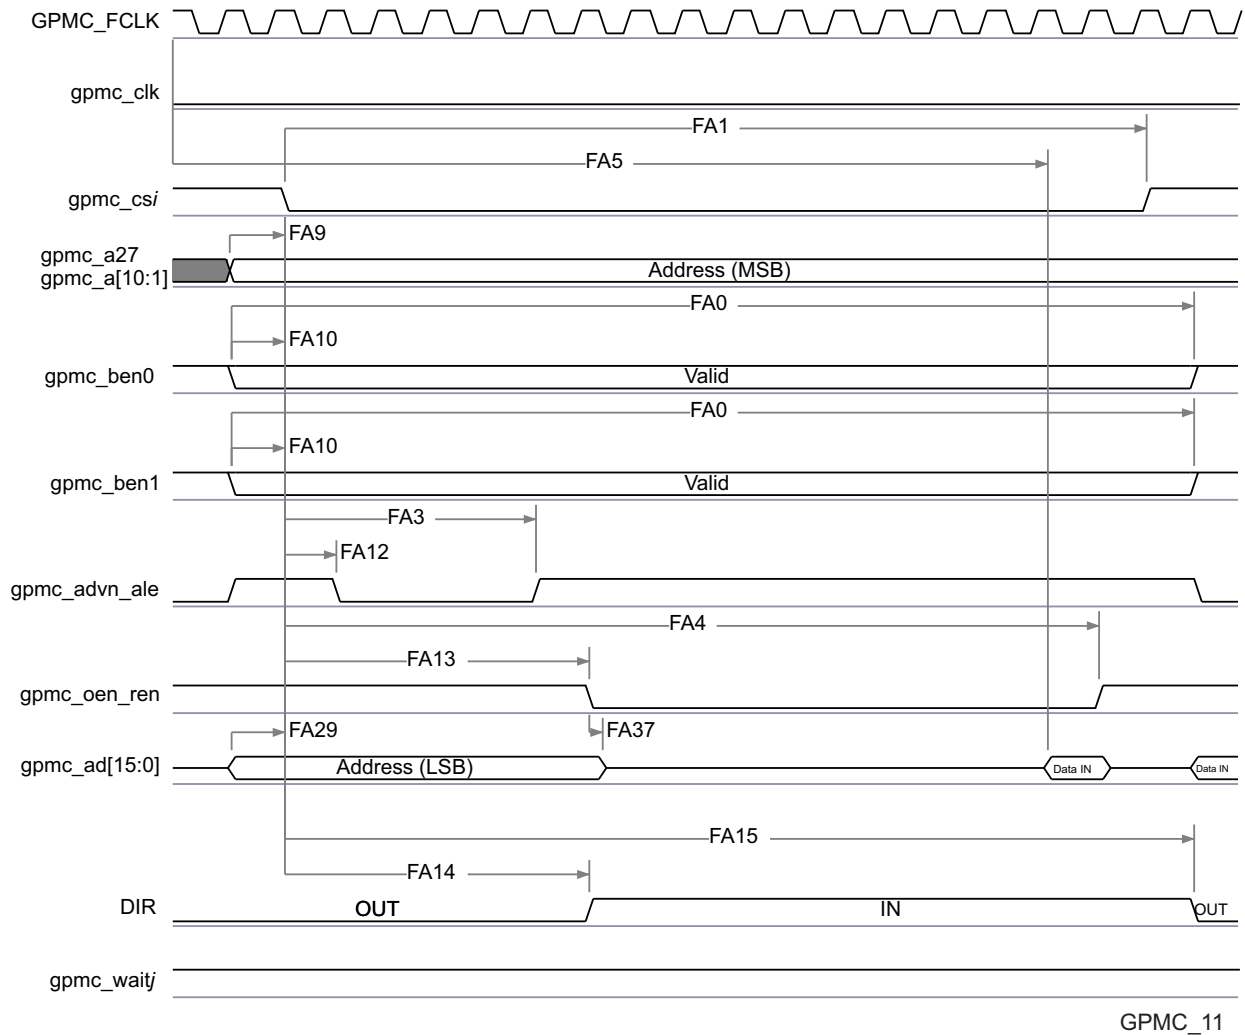 GPMC_FCLK
gpmc_clk
FA1
FA5
gpmc_csi
FA9
gpmc_a27
gpmc_a[10:1]
Address (MSB)
FA0
FA10
gpmc_ben0
Valid
FA0
FA10
gpmc_ben1
Valid
FA3
FA12
gpmc_advn_ale
FA4
FA13
gpmc_oen_ren
FA29
FA37
gpmc_ad[15:0]
Address (LSB)
Data IN
Data IN
FA15
FA14
DIR
OUT
IN
OUT
gpmc_waitj
GPMC_11